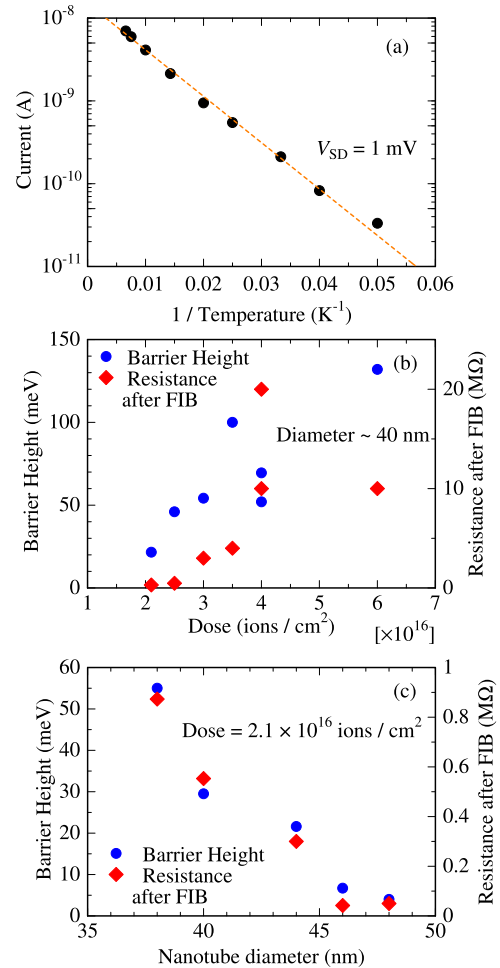 10⁻⁸
(a)
10⁻⁹
Current (A)
V_SD = 1 mV
10⁻¹⁰
10⁻¹¹
0 0.01 0.02 0.03 0.04 0.05 0.06
1 / Temperature (K⁻¹)
150
Barrier Height
(b)
Resistance
after FIB
20
100
Diameter ~ 40 nm
Barrier Height (meV)
Resistance after FIB (MΩ)
50
10
0
0
1 2 3 4 5 6 7
Dose (ions / cm²)
[×10¹⁶]
60
1
(c)
50
Dose = 2.1 × 10¹⁶ ions / cm²
0.8
40
0.6
Barrier Height (meV)
Resistance after FIB (MΩ)
30
0.4
20
Barrier Height
Resistance
after FIB
0.2
10
0
0
35 40 45 50
Nanotube diameter (nm)